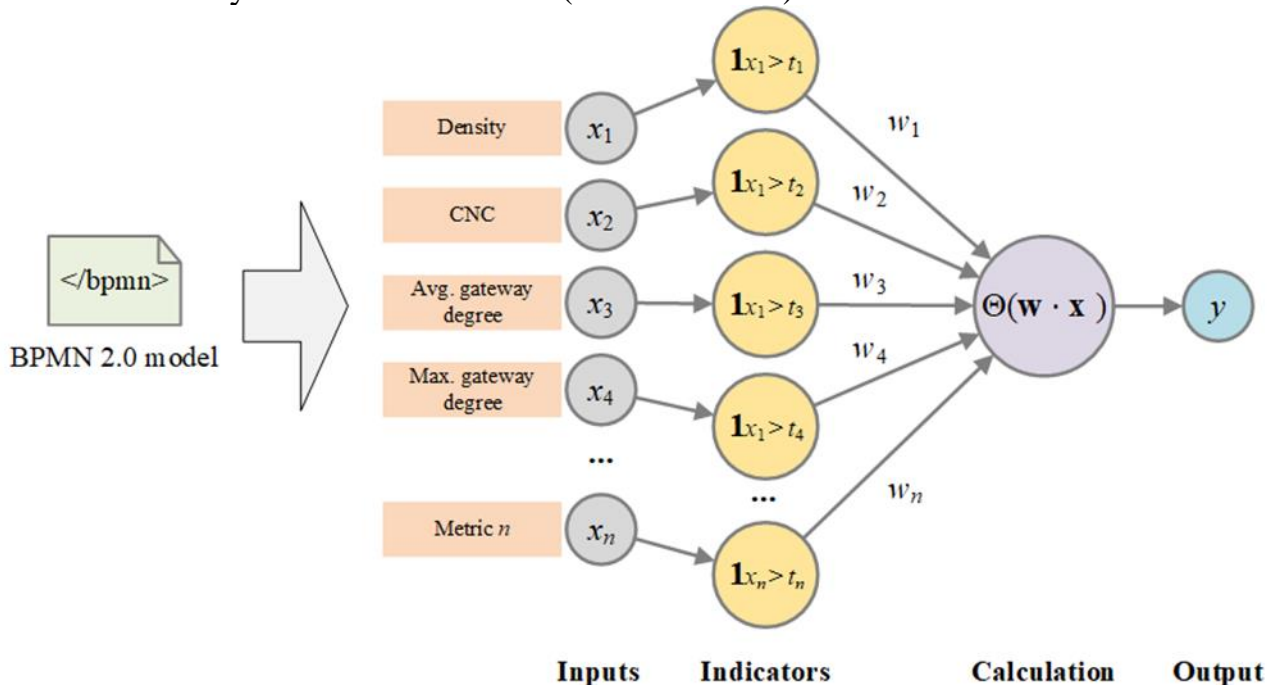 </bpmn>
BPMN 2.0 model
Density
CNC
Avg. gateway
degree
Max. gateway
degree
...
Metric n
x₁
x₂
x₃
x₄
...
xₙ
1x₁ > t₁
1x₁ > t₂
1x₁ > t₃
1x₁ > t₄
...
1xₙ > tₙ
w₁
w₂
w₃
w₄
wₙ
Θ(w · x )
y
Inputs Indicators Calculation Output